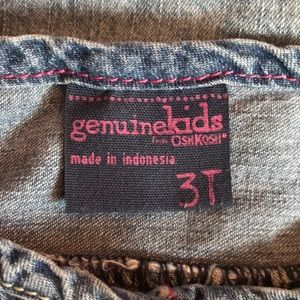 genuinekids
from OSHKOSH®
made in indonesia
3T